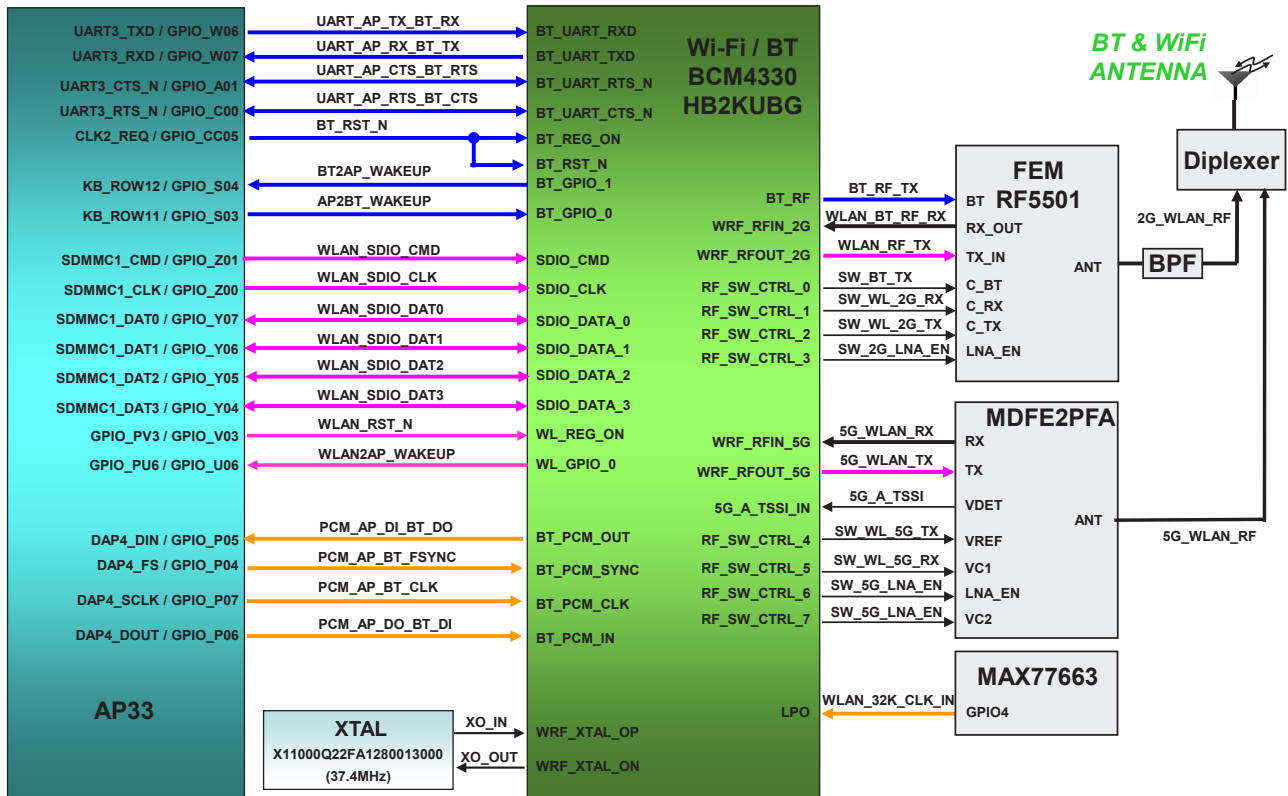 UART3_TXD / GPIO_W06
UART3_RXD / GPIO_W07
UART3_CTS_N / GPIO_A01
UART3_RTS_N / GPIO_C00
CLK2_REQ / GPIO_CC05
KB_ROW12 / GPIO_S04
KB_ROW11 / GPIO_S03
SDMMC1_CMD / GPIO_Z01
SDMMC1_CLK / GPIO_Z00
SDMMC1_DAT0 / GPIO_Y07
SDMMC1_DAT1 / GPIO_Y06
SDMMC1_DAT2 / GPIO_Y05
SDMMC1_DAT3 / GPIO_Y04
GPIO_PV3 / GPIO_V03
GPIO_PU6 / GPIO_U06
DAP4_DIN / GPIO_P05
DAP4_FS / GPIO_P04
DAP4_SCLK / GPIO_P07
DAP4_DOUT / GPIO_P06
AP33
UART_AP_TX_BT_RX
UART_AP_RX_BT_TX
UART_AP_CTS_BT_RTS
UART_AP_RTS_BT_CTS
BT_RST_N
BT2AP_WAKEUP
AP2BT_WAKEUP
WLAN_SDIO_CMD
WLAN_SDIO_CLK
WLAN_SDIO_DAT0
WLAN_SDIO_DAT1
WLAN_SDIO_DAT2
WLAN_SDIO_DAT3
WLAN_RST_N
WLAN2AP_WAKEUP
PCM_AP_DI_BT_DO
PCM_AP_BT_FSYNC
PCM_AP_BT_CLK
PCM_AP_DO_BT_DI
XTAL
X11000Q22FA1280013000
(37.4MHz)
XO_IN
XO_OUT
BT_UART_RXD
BT_UART_TXD
BT_UART_RTS_N
BT_UART_CTS_N
BT_REG_ON
BT_RST_N
BT_GPIO_1
BT_GPIO_0
SDIO_CMD
SDIO_CLK
SDIO_DATA_0
SDIO_DATA_1
SDIO_DATA_2
SDIO_DATA_3
WL_REG_ON
WL_GPIO_0
BT_PCM_OUT
BT_PCM_SYNC
BT_PCM_CLK
BT_PCM_IN
WRF_XTAL_OP
WRF_XTAL_ON
Wi-Fi / BT
BCM4330
HB2KUBG
BT_RF
WRF_RFIN_2G
WRF_RFOUT_2G
RF_SW_CTRL_0
RF_SW_CTRL_1
RF_SW_CTRL_2
RF_SW_CTRL_3
WRF_RFIN_5G
WRF_RFOUT_5G
5G_A_TSSI_IN
RF_SW_CTRL_4
RF_SW_CTRL_5
RF_SW_CTRL_6
RF_SW_CTRL_7
LPO
BT_RF_TX
WLAN_BT_RF_RX
WLAN_RF_TX
SW_BT_TX
SW_WL_2G_RX
SW_WL_2G_TX
SW_2G_LNA_EN
5G_WLAN_RX
5G_WLAN_TX
5G_A_TSSI
SW_WL_5G_TX
SW_WL_5G_RX
SW_5G_LNA_EN
SW_5G_LNA_EN
WLAN_32K_CLK_IN
FEM
RF5501
BT
RX_OUT
TX_IN
C_BT
C_RX
C_TX
LNA_EN
ANT
MDFE2PFA
RX
TX
VDET
VREF
VC1
LNA_EN
VC2
ANT
MAX77663
GPIO4
BPF
2G_WLAN_RF
5G_WLAN_RF
Diplexer
BT & WiFi
ANTENNA